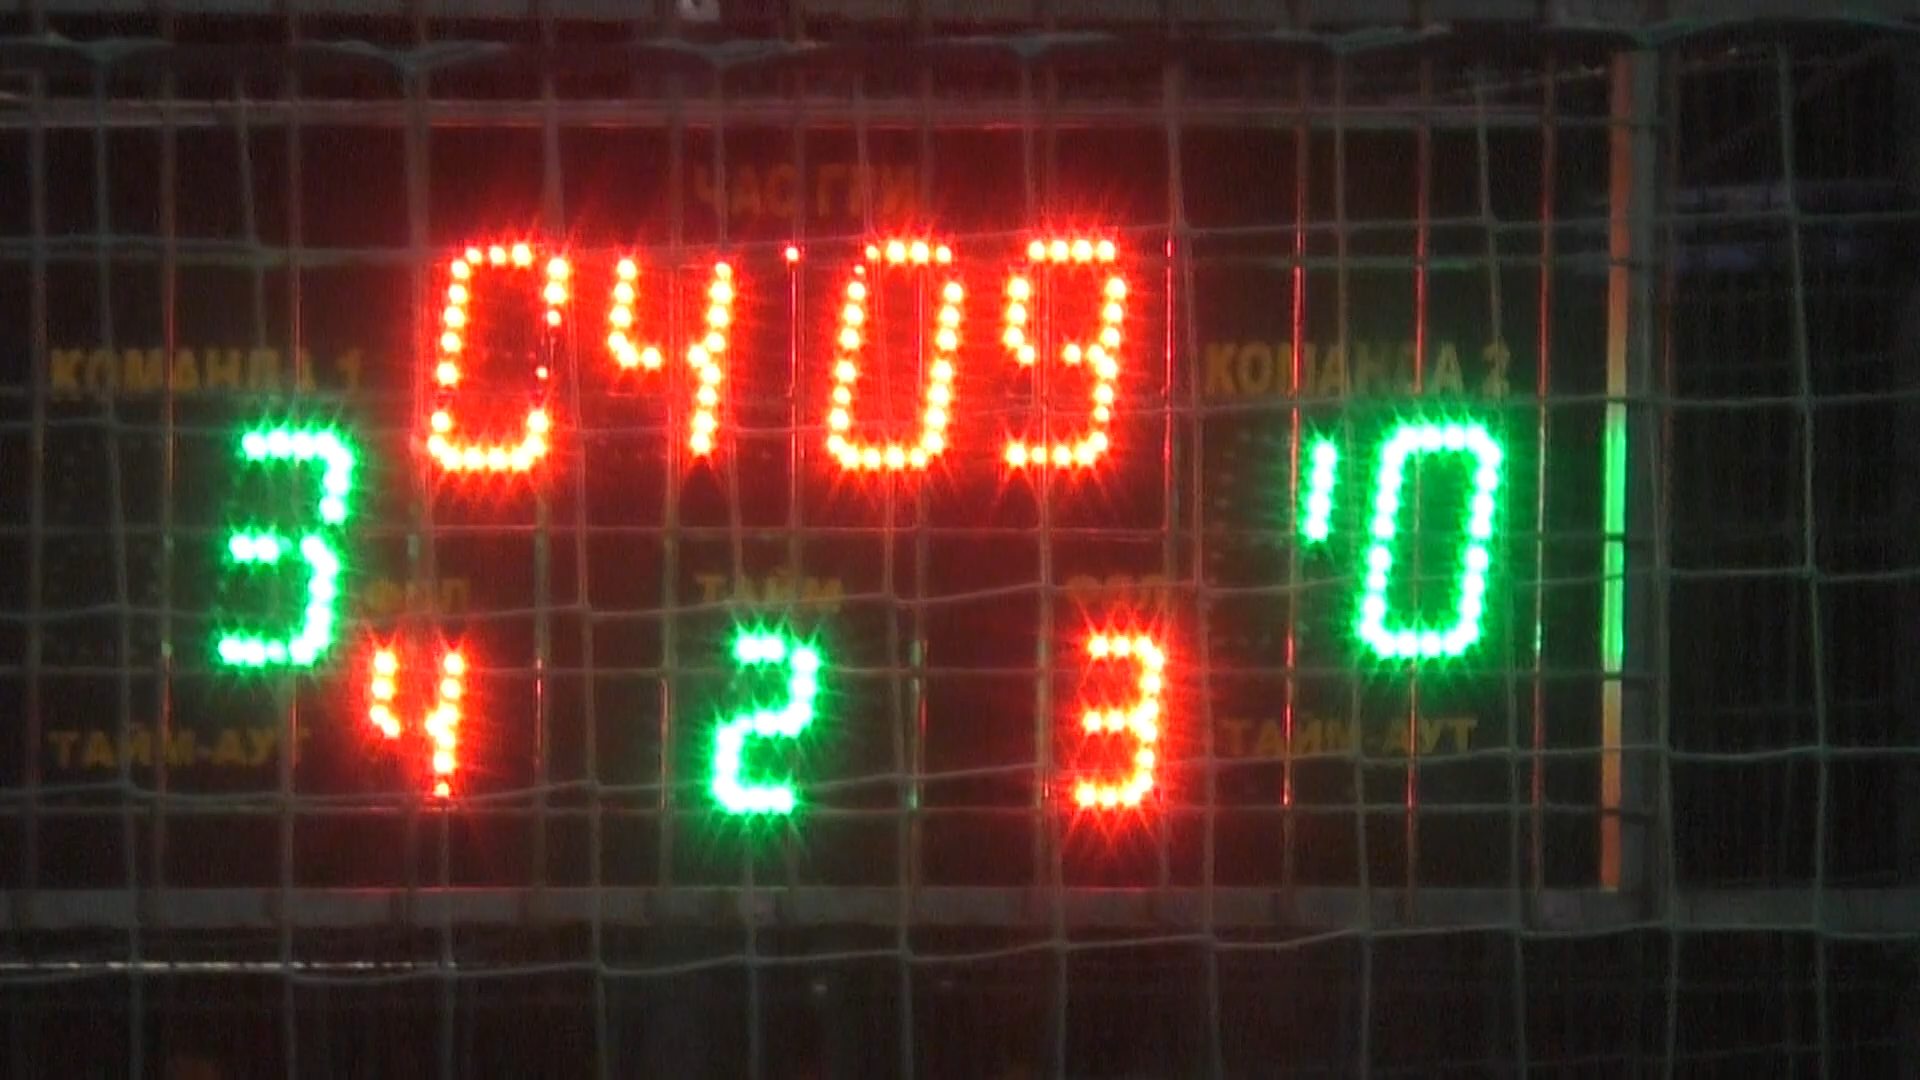 ЧАС ГРИ
04 09
КОМАНДА 1
КОМАНДА 2
3
10
ФОЛ
ТАЙМ
ФОЛ
4
2
3
ТАЙМ-АУТ
ТАЙМ-АУТ